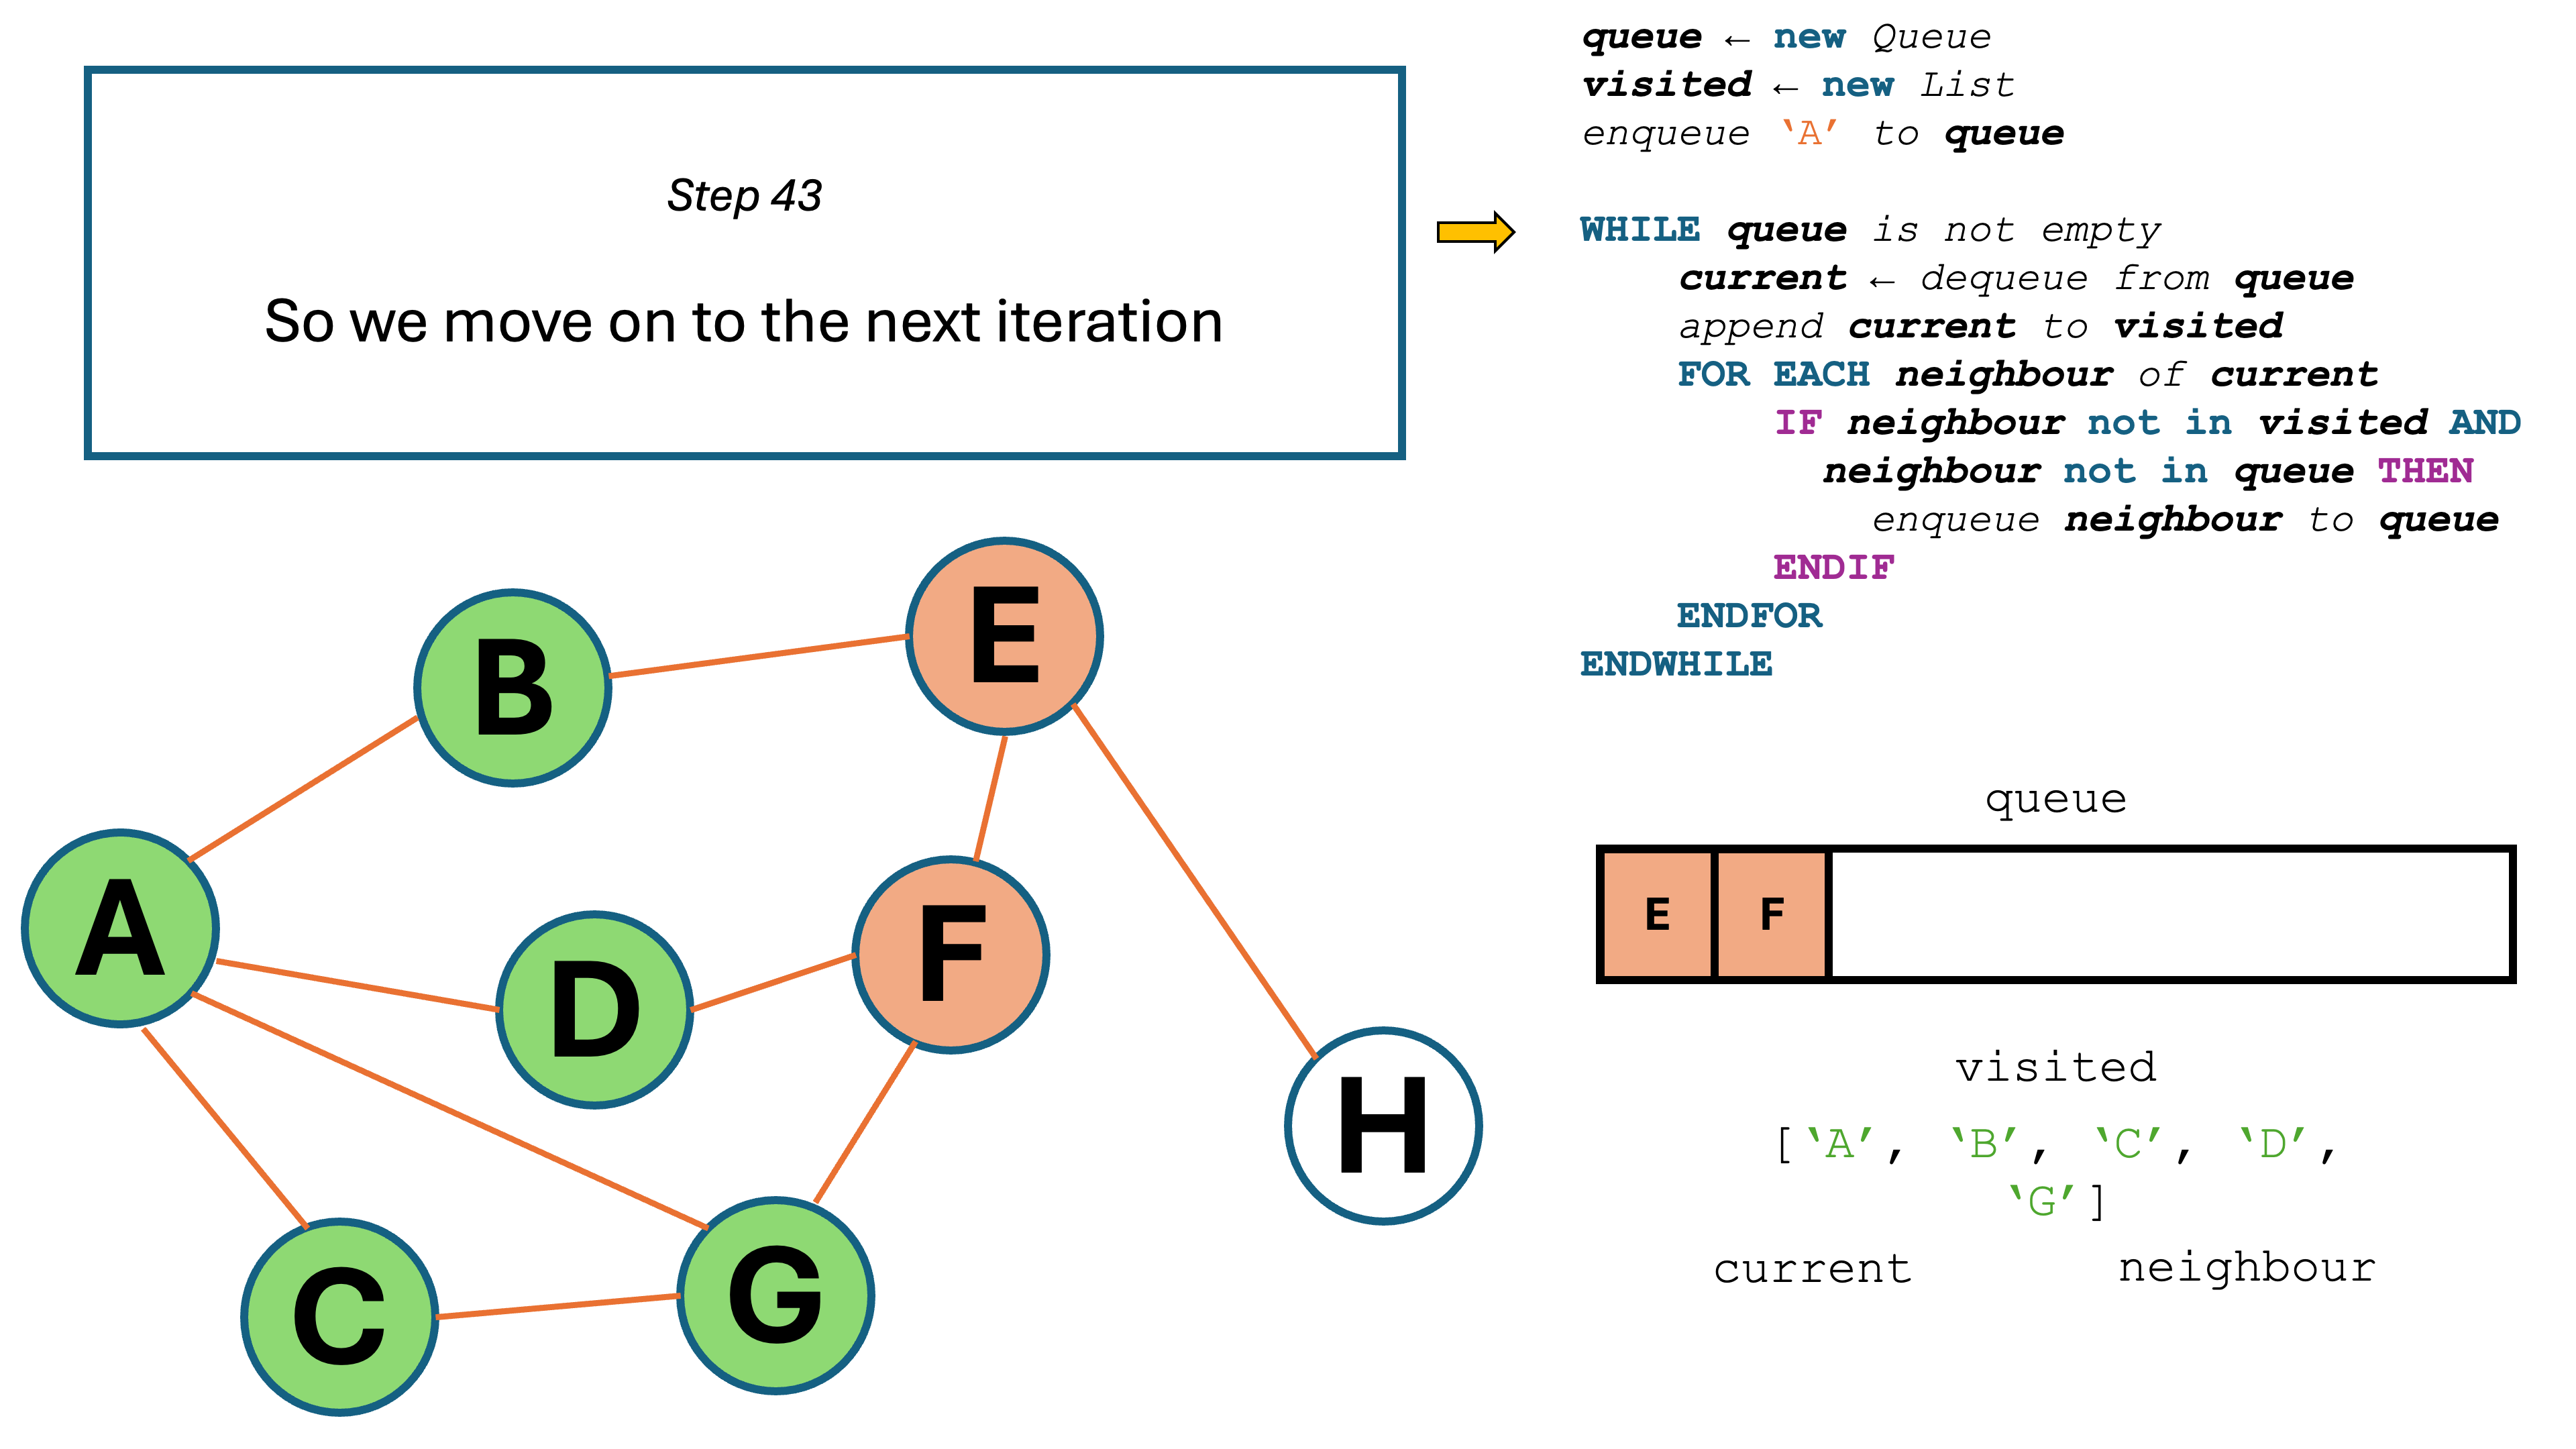 Step 43
So we move on to the next iteration
queue ← new Queue
visited ← new List
enqueue ‘A’ to queue
WHILE queue is not empty
current ← dequeue from queue
append current to visited
FOR EACH neighbour of current
IF neighbour not in visited AND
neighbour not in queue THEN
enqueue neighbour to queue
ENDIF
ENDFOR
ENDWHILE
B
E
A
D
F
H
C
G
queue
E F
visited
[‘A’, ‘B’, ‘C’, ‘D’,
‘G’]
current neighbour